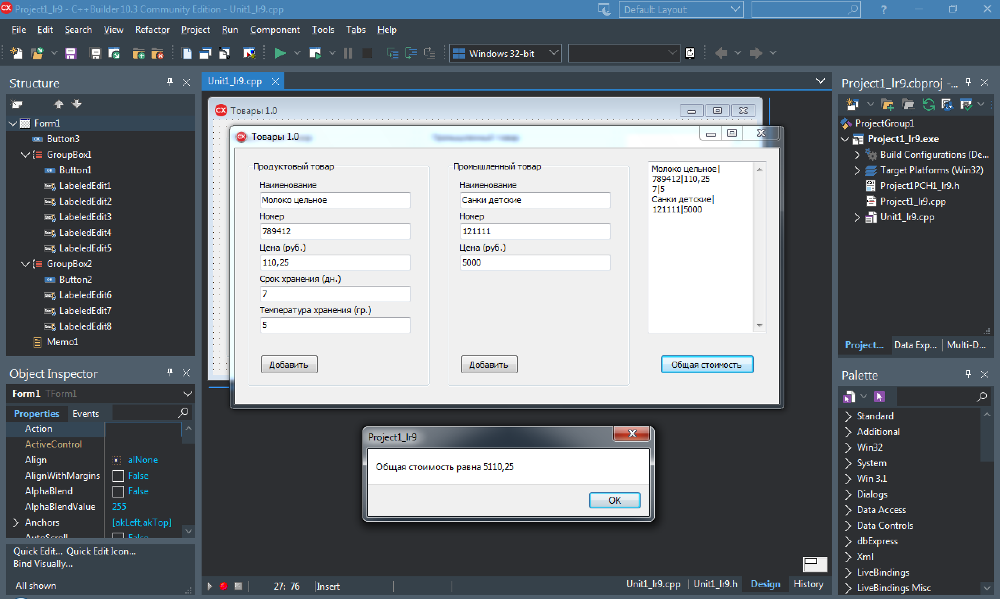 Project1_lr9 - C++Builder 10.3 Community Edition - Unit1_lr9.cpp
Default Layout
?
File Edit Search View Refactor Project Run Component Tools Tabs Help
Windows 32-bit
Structure
Form1
Button3
GroupBox1
Button1
LabeledEdit1
LabeledEdit2
LabeledEdit3
LabeledEdit4
LabeledEdit5
GroupBox2
Button2
LabeledEdit6
LabeledEdit7
LabeledEdit8
Memo1
Object Inspector
Form1 TForm1
Properties Events
Action
ActiveControl
Align alNone
AlignWithMargins False
AlphaBlend False
AlphaBlendValue 255
Anchors [akLeft,akTop]
AutoScroll False
Quick Edit... Quick Edit Icon...
Bind Visually...
All shown
Unit1_lr9.cpp
Товары 1.0
Товары 1.0
Продуктовый товар
Наименование
Молоко цельное
Номер
789412
Цена (руб.)
110,25
Срок хранения (дн.)
7
Температура хранения (гр.)
5
Добавить
Промышленный товар
Наименование
Санки детские
Номер
121111
Цена (руб.)
5000
Добавить
Молоко цельное|
789412|110,25
7|5
Санки детские|
121111|5000
Общая стоимость
Project1_lr9
Общая стоимость равна 5110,25
OK
27: 76 Insert
Unit1_lr9.cpp Unit1_lr9.h Design History
Project1_lr9.cbproj -...
ProjectGroup1
Project1_lr9.exe
Build Configurations (De...
Target Platforms (Win32)
Project1PCH1_lr9.h
Project1_lr9.cpp
Unit1_lr9.cpp
Project... Data Exp... Multi-D...
Palette
Standard
Additional
Win32
System
Win 3.1
Dialogs
Data Access
Data Controls
dbExpress
Xml
LiveBindings
LiveBindings Misc